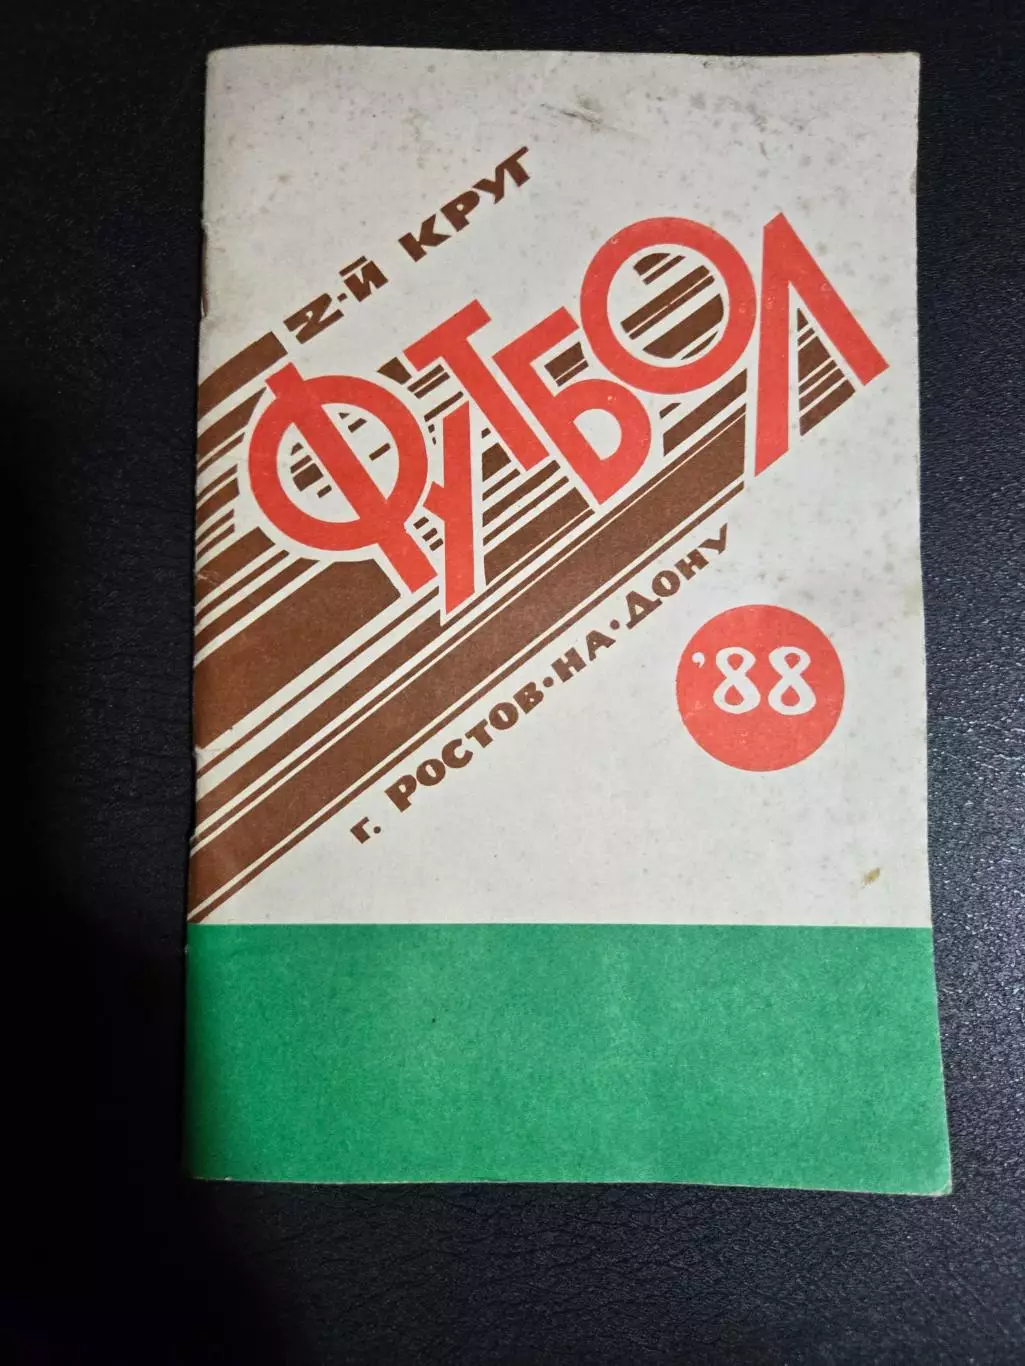 2-Й КРУГ
ФУТБОЛ
г. РОСТОВ·НА·ДОНУ
'88